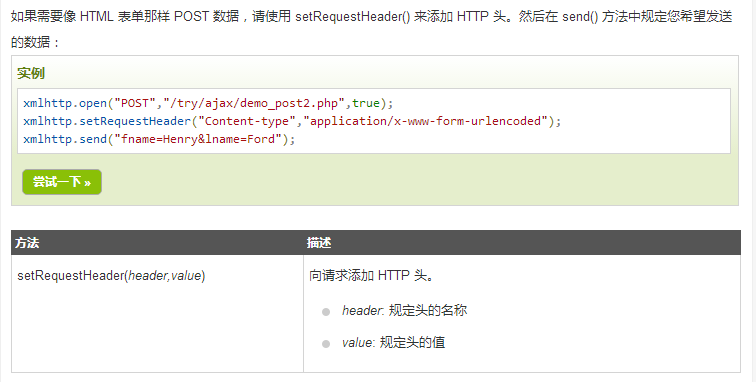 如果需要像 HTML 表单那样 POST 数据，请使用 setRequestHeader() 来添加 HTTP 头。然后在 send() 方法中规定您希望发送
的数据：
实例
xmlhttp.open("POST","/try/ajax/demo_post2.php",true);
xmlhttp.setRequestHeader("Content-type","application/x-www-form-urlencoded");
xmlhttp.send("fname=Henry&lname=Ford");
尝试一下 »
方法 描述
setRequestHeader(header,value) 向请求添加 HTTP 头。
header: 规定头的名称
value: 规定头的值